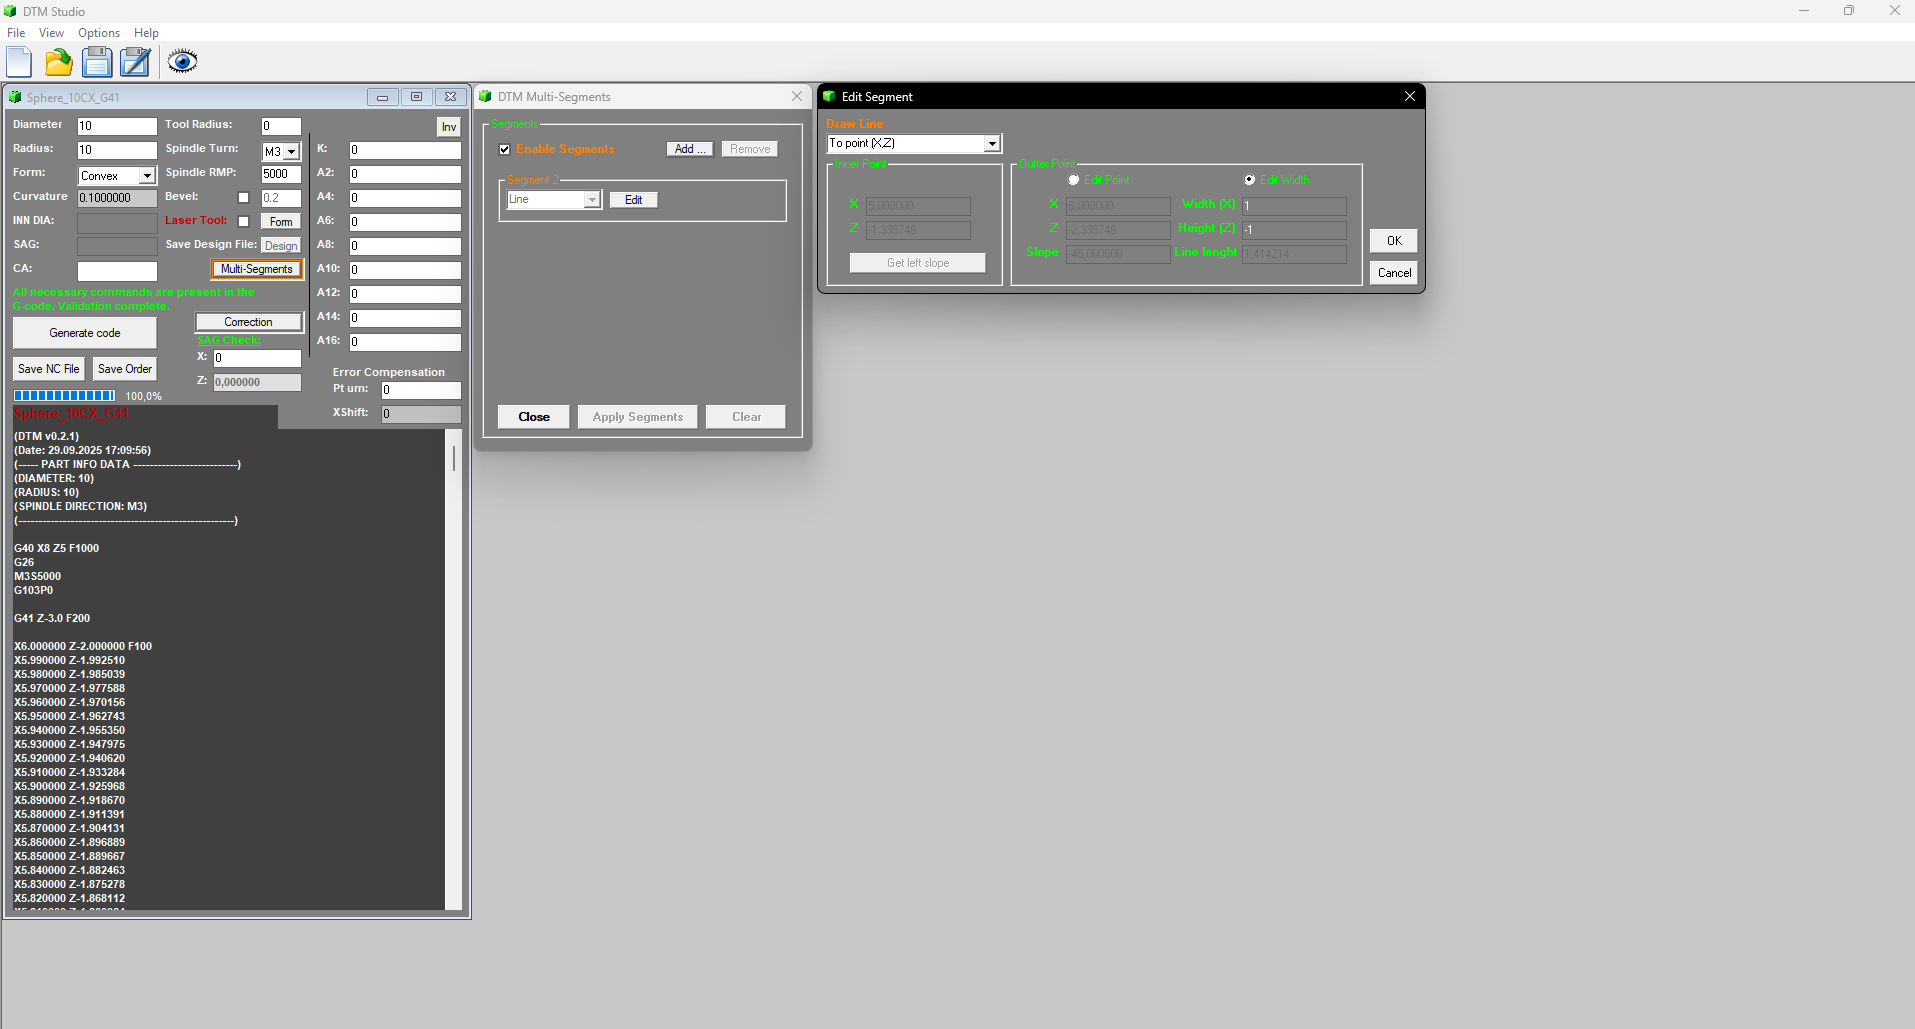 DTM Studio
File View Options Help
Sphere_10CX_G41
Diameter 10 Tool Radius: 0 Inv
Radius: 10 Spindle Turn: M3 K: 0
Form: Convex Spindle RMP: 5000 A2: 0
Curvature 0.1000000 Bevel: 0.2 A4: 0
INN DIA: Laser Tool: Form A6: 0
SAG: Save Design File: Design A8: 0
CA: Multi-Segments A10: 0
All necessary commands are present in the
G-code. Validation complete.
A12: 0
Generate code Correction A14: 0
SAG Check: A16: 0
X: 0
Save NC File Save Order Z: 0,000000
Error Compensation
Pt um: 0
100,0%
XShift: 0
Sphere_10CX_G41
(DTM v0.2.1)
(Date: 29.09.2025 17:09:56)
(----- PART INFO DATA --------------------------)
(DIAMETER: 10)
(RADIUS: 10)
(SPINDLE DIRECTION: M3)
(------------------------------------------------------)
G40 X8 Z5 F1000
G26
M3S5000
G103P0
G41 Z-3.0 F200
X6.000000 Z-2.000000 F100
X5.990000 Z-1.992510
X5.980000 Z-1.985039
X5.970000 Z-1.977588
X5.960000 Z-1.970156
X5.950000 Z-1.962743
X5.940000 Z-1.955350
X5.930000 Z-1.947975
X5.920000 Z-1.940620
X5.910000 Z-1.933284
X5.900000 Z-1.925968
X5.890000 Z-1.918670
X5.880000 Z-1.911391
X5.870000 Z-1.904131
X5.860000 Z-1.896889
X5.850000 Z-1.889667
X5.840000 Z-1.882463
X5.830000 Z-1.875278
X5.820000 Z-1.868112
DTM Multi-Segments
Segments
Enable Segments Add ... Remove
Segment 2
Line Edit
Close Apply Segments Clear
Edit Segment
Draw Line
To point (X,Z)
Inner Point
X 5.000000
Z -1.339746
Get left slope
Outter Point
Edit Point Edit Width
X 6.000000 Width (X) 1
Z -2.339746 Height (Z) -1
Slope -45,000000 Line lenght 1.414214
OK
Cancel